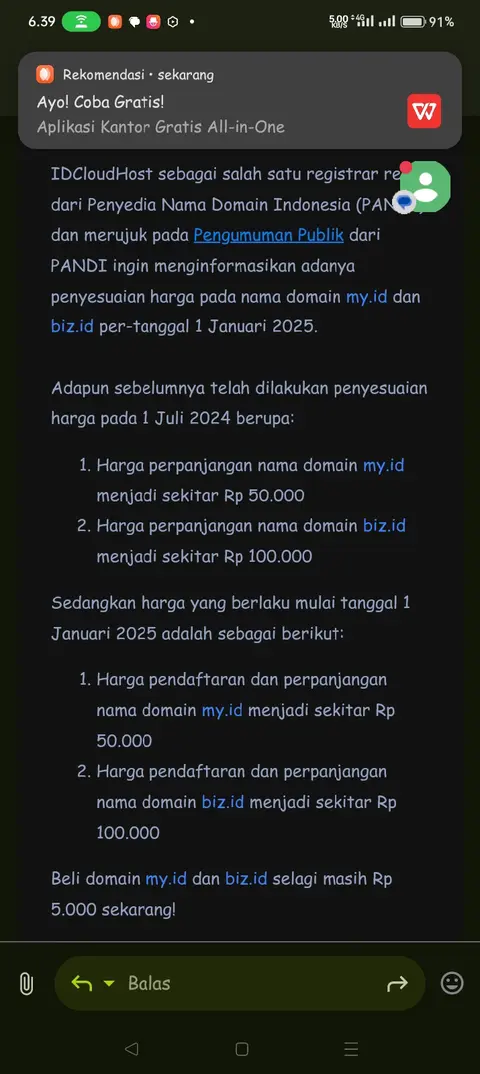 6.39
5.00 KB/S 4G 91%
Rekomendasi • sekarang
Ayo! Coba Gratis!
Aplikasi Kantor Gratis All-in-One
IDCloudHost sebagai salah satu registrar
dari Penyedia Nama Domain Indonesia
dan merujuk pada Pengumuman Publik dari
PANDI ingin menginformasikan adanya
penyesuaian harga pada nama domain my.id dan
biz.id per-tanggal 1 Januari 2025.
Adapun sebelumnya telah dilakukan penyesuaian
harga pada 1 Juli 2024 berupa:
1. Harga perpanjangan nama domain my.id
menjadi sekitar Rp 50.000
2. Harga perpanjangan nama domain biz.id
menjadi sekitar Rp 100.000
Sedangkan harga yang berlaku mulai tanggal 1
Januari 2025 adalah sebagai berikut:
1. Harga pendaftaran dan perpanjangan
nama domain my.id menjadi sekitar Rp
50.000
2. Harga pendaftaran dan perpanjangan
nama domain biz.id menjadi sekitar Rp
100.000
Beli domain my.id dan biz.id selagi masih Rp
5.000 sekarang!
Balas